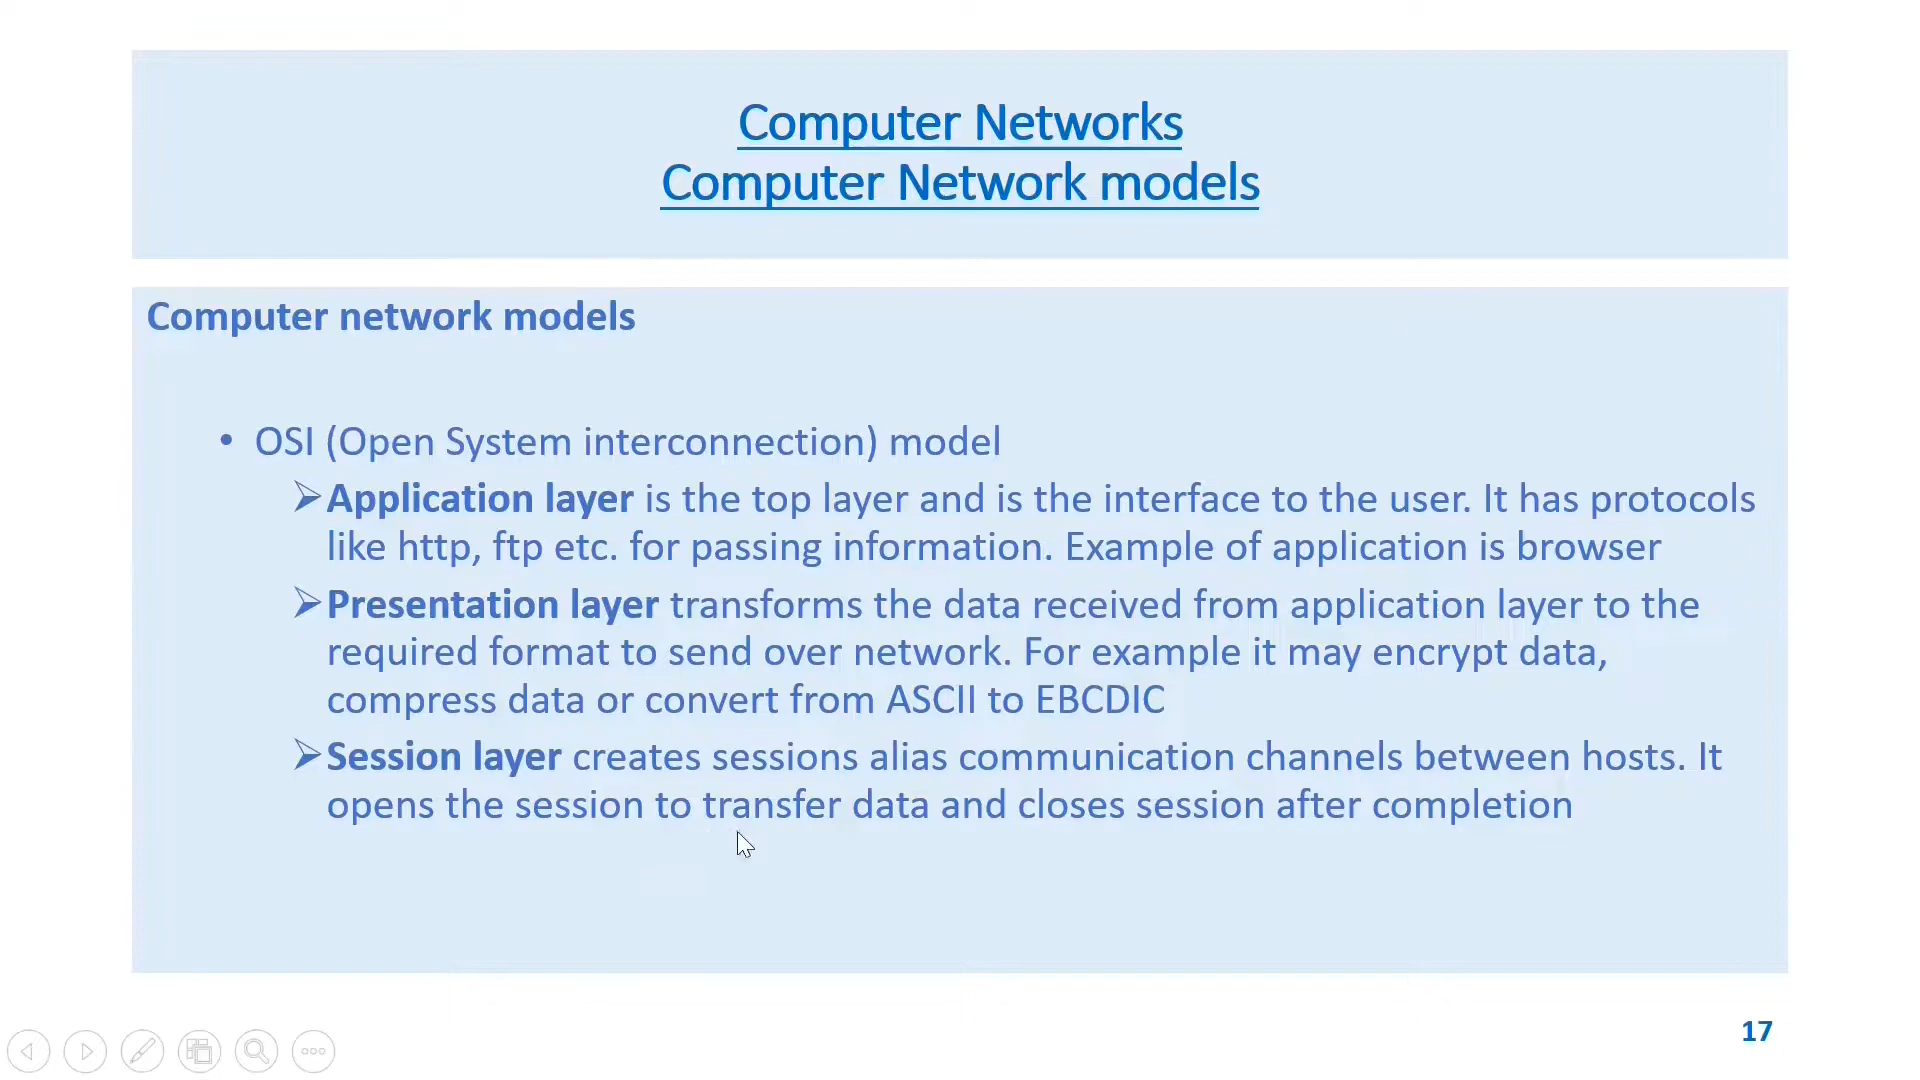 Computer Networks
Computer Network models
Computer network models
• OSI (Open System interconnection) model
➢Application layer is the top layer and is the interface to the user. It has protocols
like http, ftp etc. for passing information. Example of application is browser
➢Presentation layer transforms the data received from application layer to the
required format to send over network. For example it may encrypt data,
compress data or convert from ASCII to EBCDIC
➢Session layer creates sessions alias communication channels between hosts. It
opens the session to transfer data and closes session after completion
17